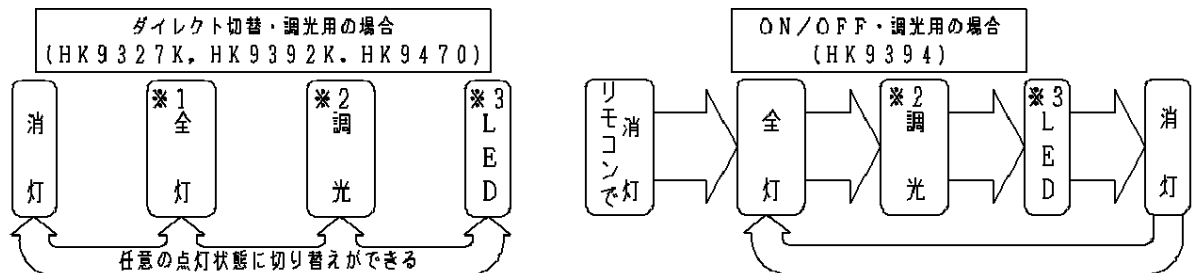 ダイレクト切替・調光用の場合
(HK9327K，HK9392K．HK9470)
消灯
※1
全灯
※2
調光
※3
LED
任意の点灯状態に切り替えができる
ON/OFF・調光用の場合
(HK9394)
リモコンで
消灯
全灯
※2
調光
※3
LED
消灯